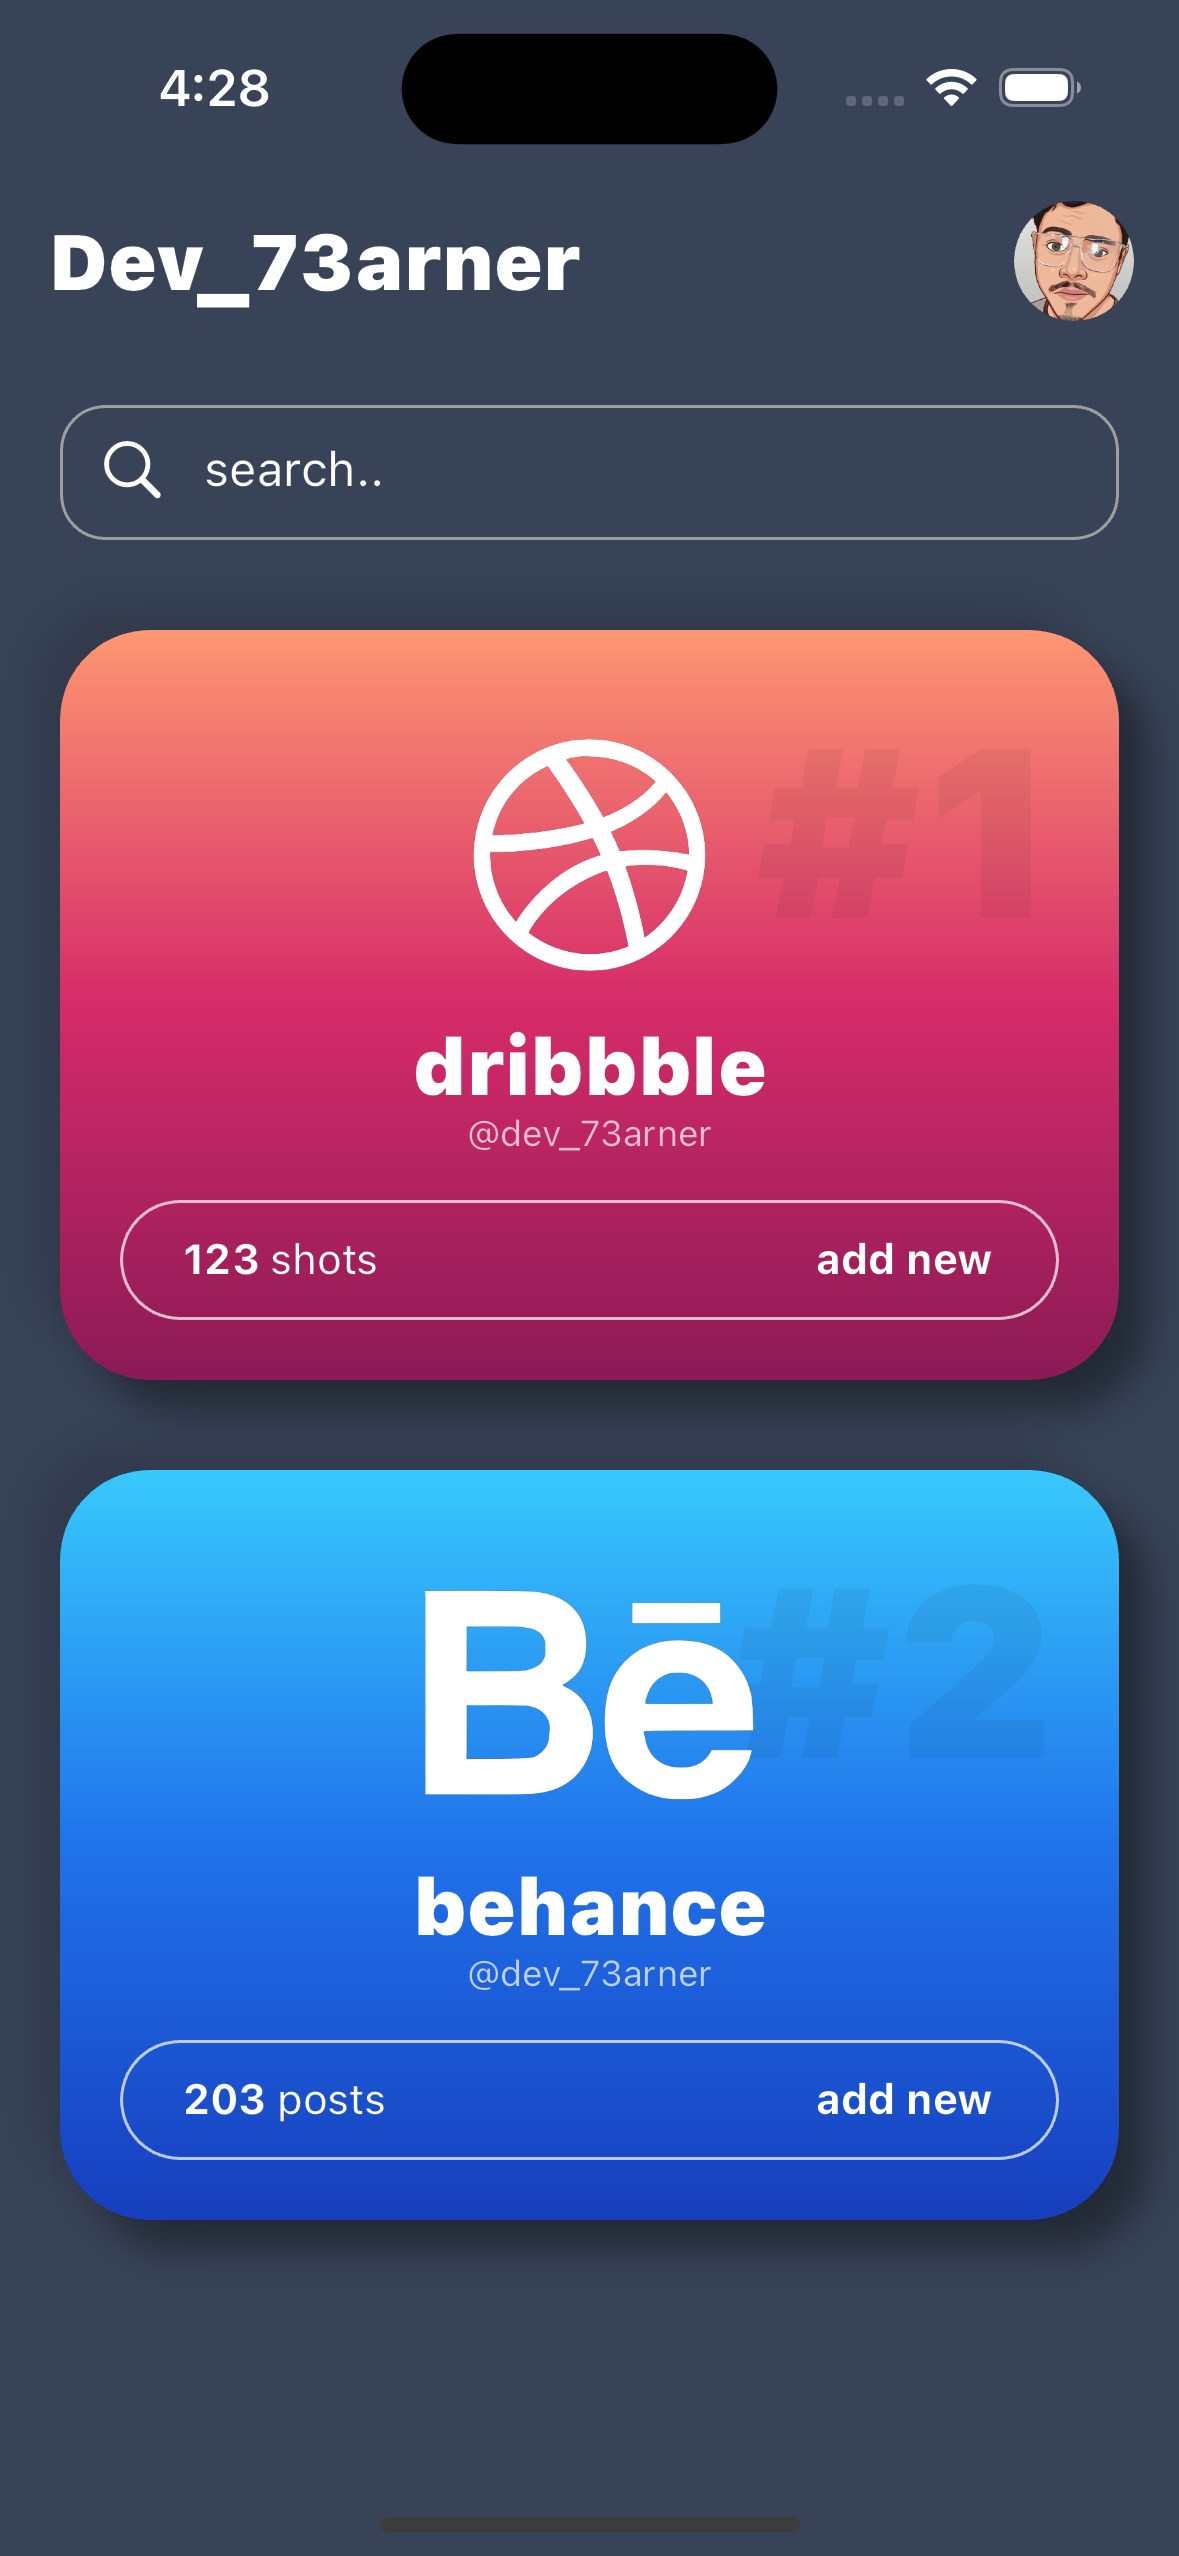 4:28
Dev_73arner
search..
#1
dribbble
@dev_73arner
123 shots add new
Bē #2
behance
@dev_73arner
203 posts add new